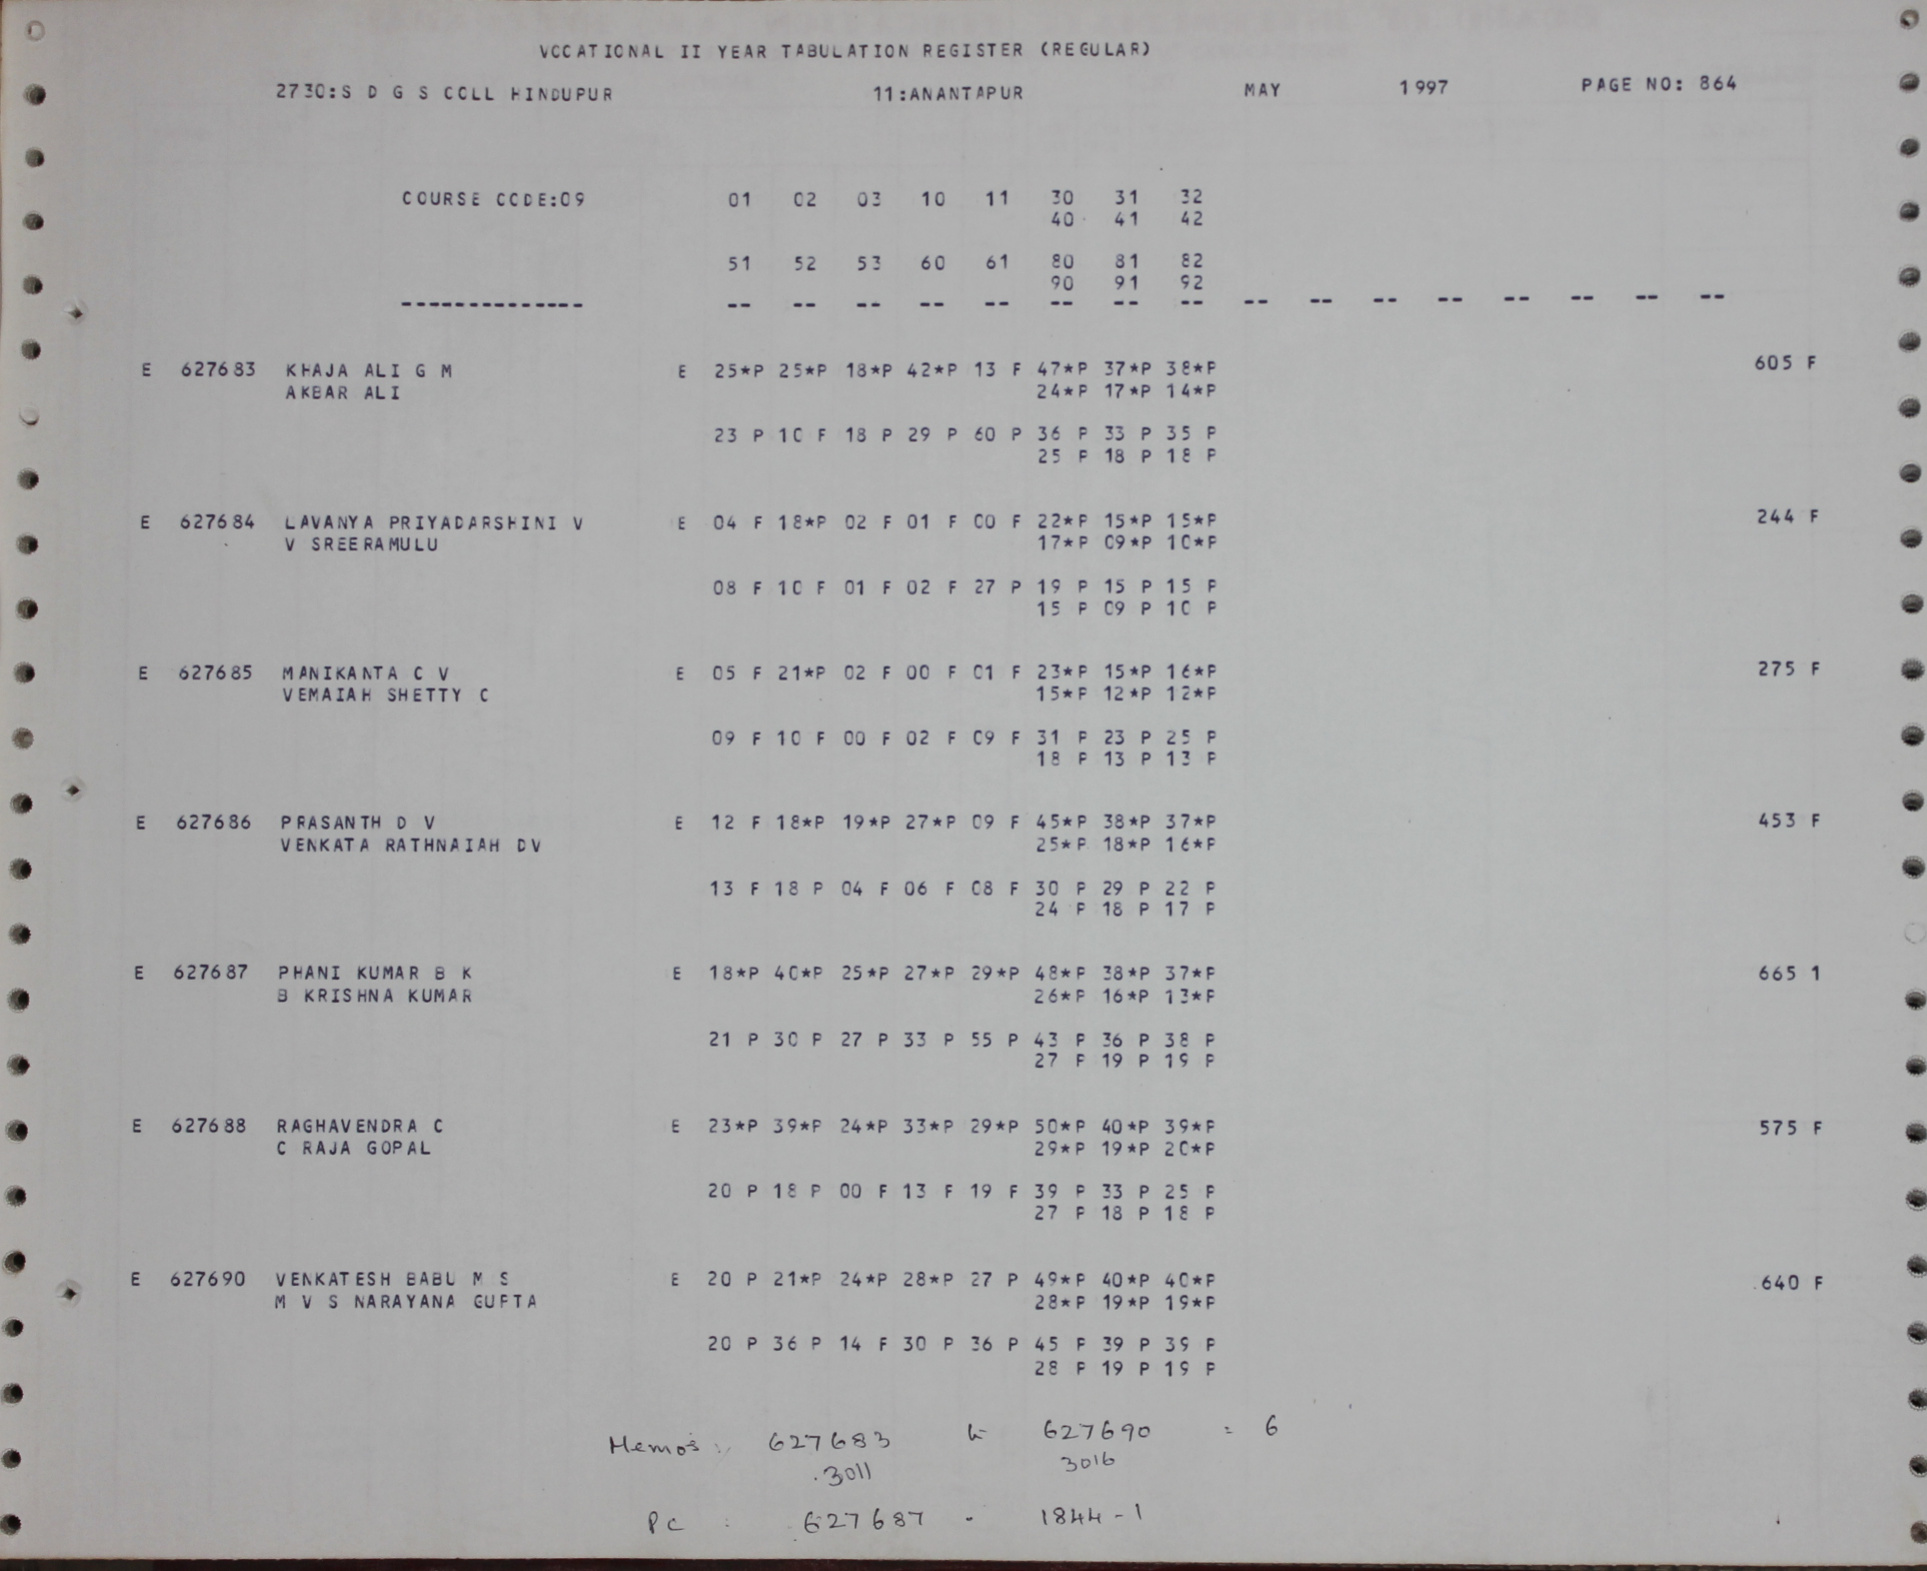 VOCATIONAL II YEAR TABULATION REGISTER (REGULAR)
2730:S D G S COLL HINDUPUR 11:ANANTAPUR MAY 1997 PAGE NO: 864
COURSE CODE:09 01 02 03 10 11 30 31 32
40 41 42
51 52 53 60 61 80 81 82
90 91 92
-------------- -- -- -- -- -- -- -- -- -- -- -- -- -- -- -- --
E 627683 KHAJA ALI G M E 25*P 25*P 18*P 42*P 13 F 47*P 37*P 38*P 605 F
AKBAR ALI 24*P 17*P 14*P
23 P 10 F 18 P 29 P 60 P 36 P 33 P 35 P
25 P 18 P 18 P
E 627684 LAVANYA PRIYADARSHINI V E 04 F 18*P 02 F 01 F 00 F 22*P 15*P 15*P 244 F
V SREERAMULU 17*P 09*P 10*P
08 F 10 F 01 F 02 F 27 P 19 P 15 P 15 P
15 P 09 P 10 P
E 627685 MANIKANTA C V E 05 F 21*P 02 F 00 F 01 F 23*P 15*P 16*P 275 F
VEMAIAH SHETTY C 15*P 12*P 12*P
09 F 10 F 00 F 02 F 09 F 31 P 23 P 25 P
18 P 13 P 13 P
E 627686 PRASANTH D V E 12 F 18*P 19*P 27*P 09 F 45*P 38*P 37*P 453 F
VENKATA RATHNAIAH DV 25*P 18*P 16*P
13 F 18 P 04 F 06 F 08 F 30 P 29 P 22 P
24 P 18 P 17 P
E 627687 PHANI KUMAR B K E 18*P 40*P 25*P 27*P 29*P 48*P 38*P 37*P 665 1
B KRISHNA KUMAR 26*P 16*P 13*P
21 P 30 P 27 P 33 P 55 P 43 P 36 P 38 P
27 P 19 P 19 P
E 627688 RAGHAVENDRA C E 23*P 39*P 24*P 33*P 29*P 50*P 40*P 39*P 575 F
C RAJA GOPAL 29*P 19*P 20*P
20 P 18 P 00 F 13 F 19 F 39 P 33 P 25 P
27 P 18 P 18 P
E 627690 VENKATESH BABU M S E 20 P 21*P 24*P 28*P 27 P 49*P 40*P 40*P 640 F
M V S NARAYANA GUPTA 28*P 19*P 19*P
20 P 36 P 14 F 30 P 36 P 45 P 39 P 39 P
28 P 19 P 19 P
Memo's : 627683 to 627690 = 6
3011 3016
PC : 627687 - 1844-1